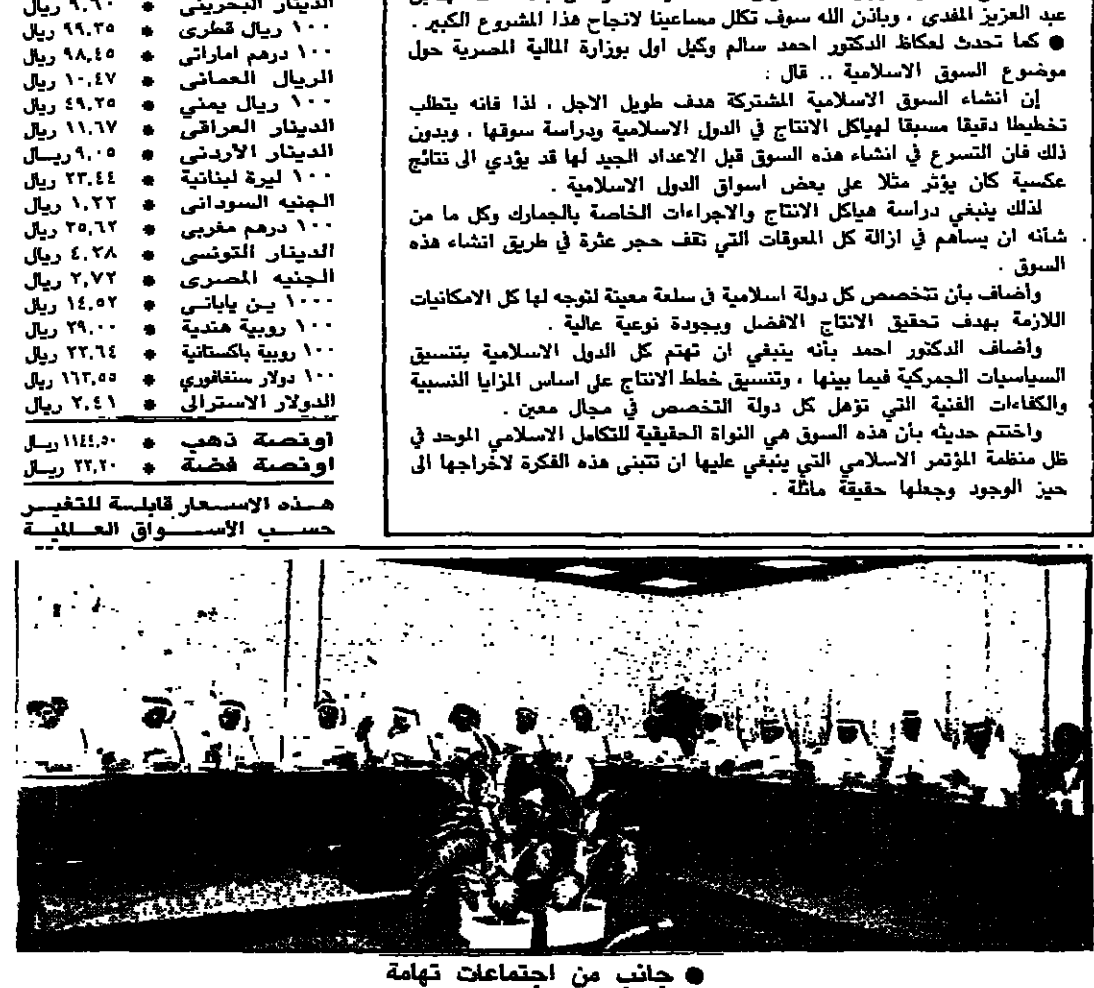 عبد العزيز المفدى ، وباذن الله سوف تكلل مساعينا لانجاح هذا المشروع الكبير .
● كما تحدث لعكاظ الدكتور احمد سالم وكيل اول بوزارة المالية المصرية حول
موضوع السوق الاسلامية .. قال :
إن انشاء السوق الاسلامية المشتركة هدف طويل الاجل ، لذا فانه يتطلب
تخطيطا دقيقا مسبقا لهياكل الانتاج في الدول الاسلامية ودراسة سوقها ، وبدون
ذلك فان التسرع في انشاء هذه السوق قبل الاعداد الجيد لها قد يؤدي الى نتائج
عكسية كان يؤثر مثلا على بعض اسواق الدول الاسلامية .
لذلك ينبغي دراسة هياكل الانتاج والاجراءات الخاصة بالجمارك وكل ما من
شأنه ان يساهم في ازالة كل المعوقات التي تقف حجر عثرة في طريق انشاء هذه
السوق .
وأضاف بأن تتخصص كل دولة اسلامية في سلعة معينة لتوجه لها كل الامكانيات
اللازمة بهدف تحقيق الانتاج الافضل وبجودة نوعية عالية .
وأضاف الدكتور احمد بأنه ينبغي ان تهتم كل الدول الاسلامية بتنسيق
السياسيات الجمركية فيما بينها ، وتنسيق خطط الانتاج على اساس المزايا النسبية
والكفاءات الفنية التي تؤهل كل دولة التخصص في مجال معين .
واختتم حديثه بأن هذه السوق هي النواة الحقيقية للتكامل الاسلامي الموحد في
ظل منظمة المؤتمر الاسلامي التي ينبغي عليها ان تتبنى هذه الفكرة لاخراجها الى
حيز الوجود وجعلها حقيقة ماثلة .
الدينار البحريني * ٩,٦٠ ريال
١٠٠ ريال قطرى * ٩٩,٣٥ ريال
١٠٠ درهم اماراتى * ٩٨,٤٥ ريال
الريال العمانى * ١٠,٤٧ ريال
١٠٠ ريال يمني * ٤٩,٢٥ ريال
الدينار العراقى * ١١,٦٧ ريال
الدينار الأردنى * ٩,٠٥ ريال
١٠٠ ليرة لبنانية * ٢٣,٤٤ ريال
الجنيه السودانى * ١,٢٢ ريال
١٠٠ درهم مغربى * ٣٥,٦٢ ريال
الدينار التونسى * ٤,٣٨ ريال
الجنيه المصرى * ٢,٧٢ ريال
١٠٠٠ ين يابانى * ١٤,٥٢ ريال
١٠٠ روبية هندية * ٢٩,٠٠ ريال
١٠٠ روبية باكستانية * ٢٣,٦٤ ريال
١٠٠ دولار سنغافوري * ١٦٣,٥٥ ريال
الدولار الاسترالى * ٢,٤١ ريال
اونصة ذهب * ١١٤٤,٥٠ ريال
اونصة فضة * ٢٢,٢٠ ريال
هذه الاسعار قابلة للتغيير
حسب الأسواق العالمية
● جانب من اجتماعات تهامة